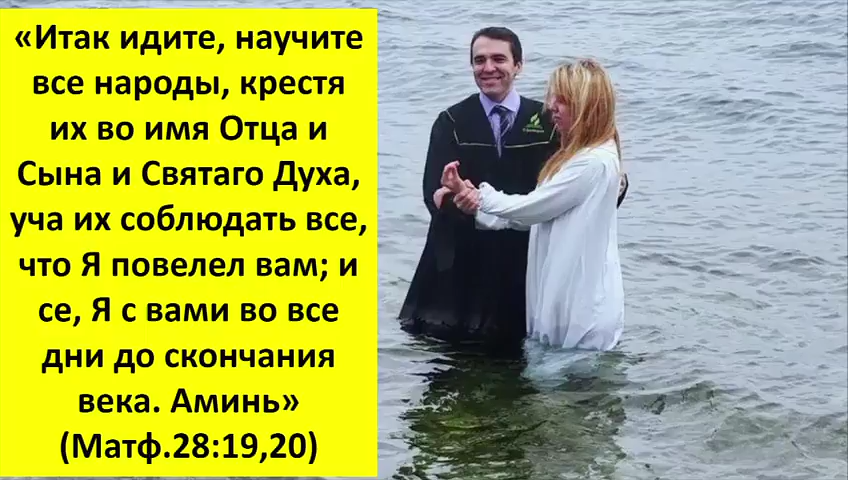 «Итак идите, научите
все народы, крестя
их во имя Отца и
Сына и Святаго Духа,
уча их соблюдать все,
что Я повелел вам; и
се, Я с вами во все
дни до скончания
века. Аминь»
(Матф.28:19,20)